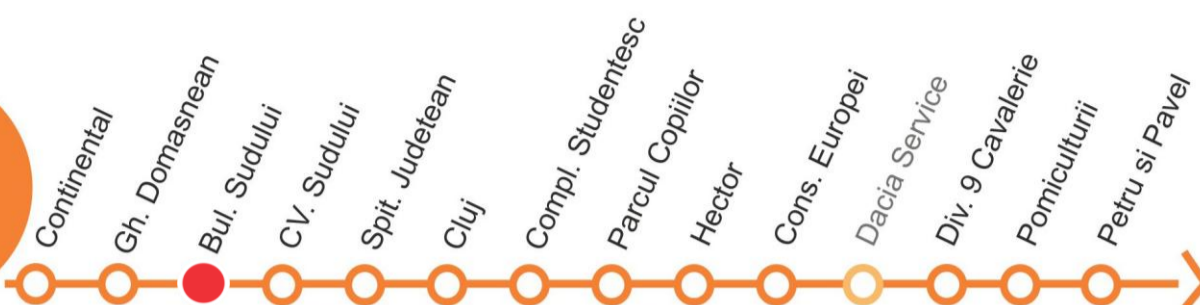 Continental
Gh. Domasnean
Bul. Sudului
CV. Sudului
Spit. Judetean
Cluj
Compl. Studentesc
Parcul Copiilor
Hector
Cons. Europei
Dacia Service
Div. 9 Cavalerie
Pomiculturii
Petru si Pavel